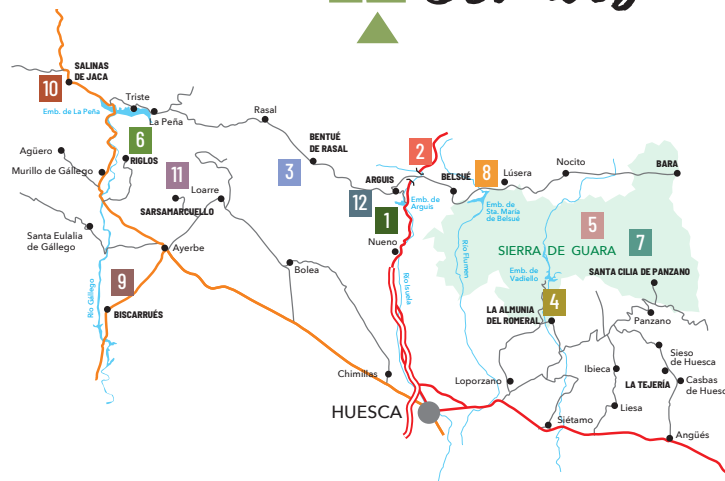 SALINAS
DE JACA
10
Triste
Emb. de La Peña
La Peña
Rasal
6
RIGLOS
Agüero
Murillo de Gállego
11
Loarre
SARSAMARCUELLO
BENTUÉ
DE RASAL
3
2
ARGUIS
12
1
Emb. de
Arguis
Nueno
BELSUÉ
8
Lúsera
Emb. de
Sta. María
de Belsué
Nocito
BARA
5
SIERRA DE GUARA
7
SANTA CILIA DE PANZANO
Santa Eulalia
de Gállego
Ayerbe
Bolea
Río Isuela
Río Flumen
Emb. de
Vadiello
9
BISCARRUÉS
Río Gállego
4
LA ALMUNIA
DEL ROMERAL
Panzano
Sieso
de Huesca
Chimillas
Loporzano
Ibieca
LA TEJERÍA
Casbas
de Huesc
HUESCA
Liesa
Siétamo
Angüés